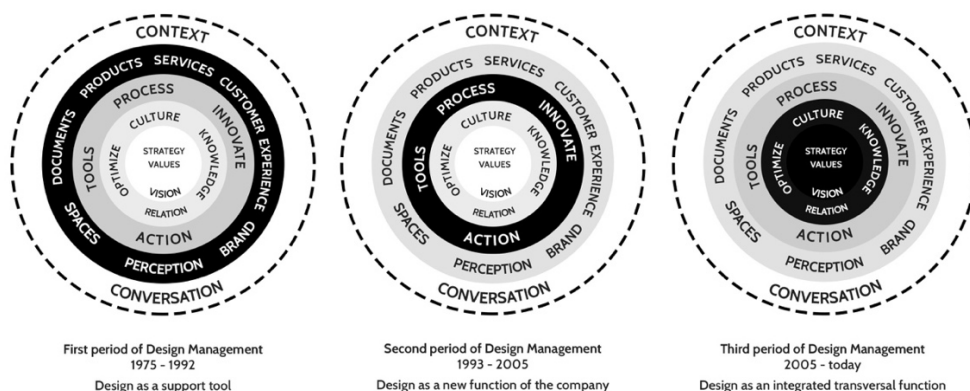 CONTEXT
PRODUCTS SERVICES CUSTOMER EXPERIENCE
DOCUMENTS
PROCESS
INNOVATE
TOOLS
CULTURE
KNOWLEDGE
OPTIMIZE
STRATEGY
VALUES
VISION
RELATION
ACTION
SPACES
PERCEPTION
BRAND
CONVERSATION
First period of Design Management
1975 - 1992
Design as a support tool
CONTEXT
PRODUCTS SERVICES CUSTOMER EXPERIENCE
DOCUMENTS
PROCESS
INNOVATE
TOOLS
CULTURE
KNOWLEDGE
OPTIMIZE
STRATEGY
VALUES
VISION
RELATION
ACTION
SPACES
PERCEPTION
BRAND
CONVERSATION
Second period of Design Management
1993 - 2005
Design as a new function of the company
CONTEXT
PRODUCTS SERVICES CUSTOMER EXPERIENCE
DOCUMENTS
PROCESS
INNOVATE
TOOLS
CULTURE
KNOWLEDGE
OPTIMIZE
STRATEGY
VALUES
VISION
RELATION
ACTION
SPACES
PERCEPTION
BRAND
CONVERSATION
Third period of Design Management
2005 - today
Design as an integrated transversal function